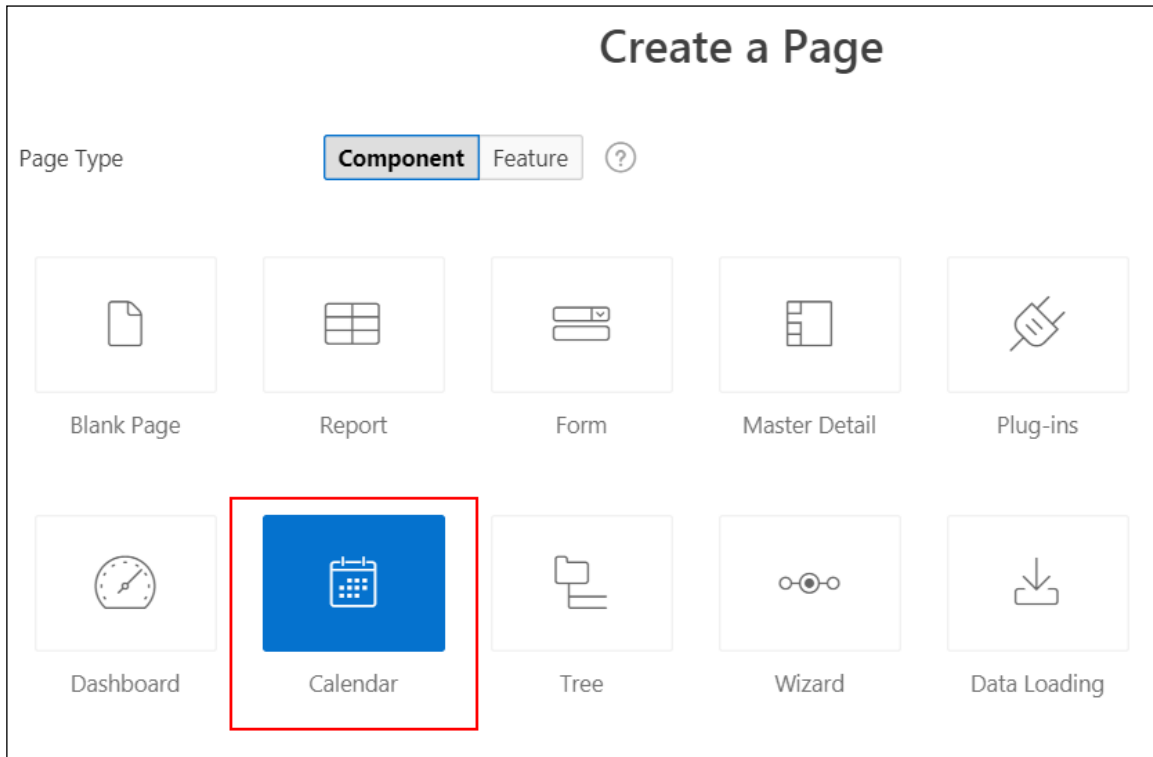 Create a Page
Page Type Component Feature ?
Blank Page Report Form Master Detail Plug-ins
Dashboard Calendar Tree Wizard Data Loading